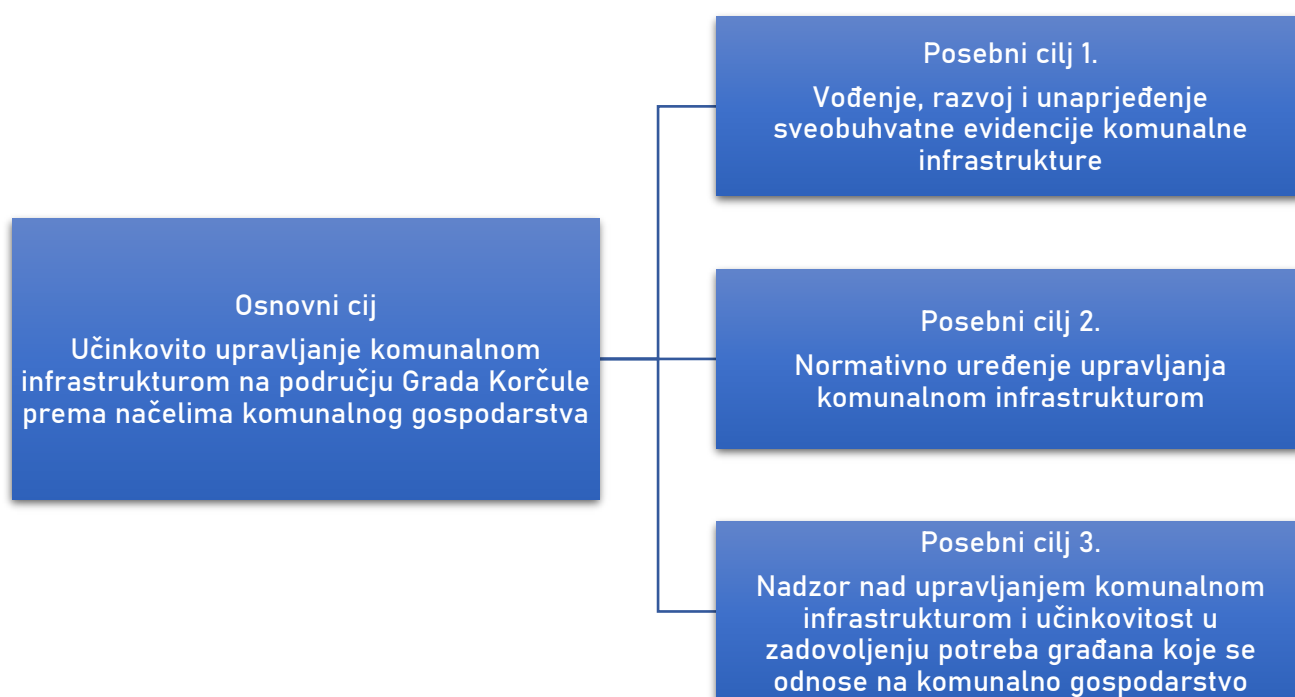 Osnovni cij
Učinkovito upravljanje komunalnom
infrastrukturom na području Grada Korčule
prema načelima komunalnog gospodarstva
Posebni cilj 1.
Vođenje, razvoj i unaprjeđenje
sveobuhvatne evidencije komunalne
infrastrukture
Posebni cilj 2.
Normativno uređenje upravljanja
komunalnom infrastrukturom
Posebni cilj 3.
Nadzor nad upravljanjem komunalnom
infrastrukturom i učinkovitost u
zadovoljenju potreba građana koje se
odnose na komunalno gospodarstvo